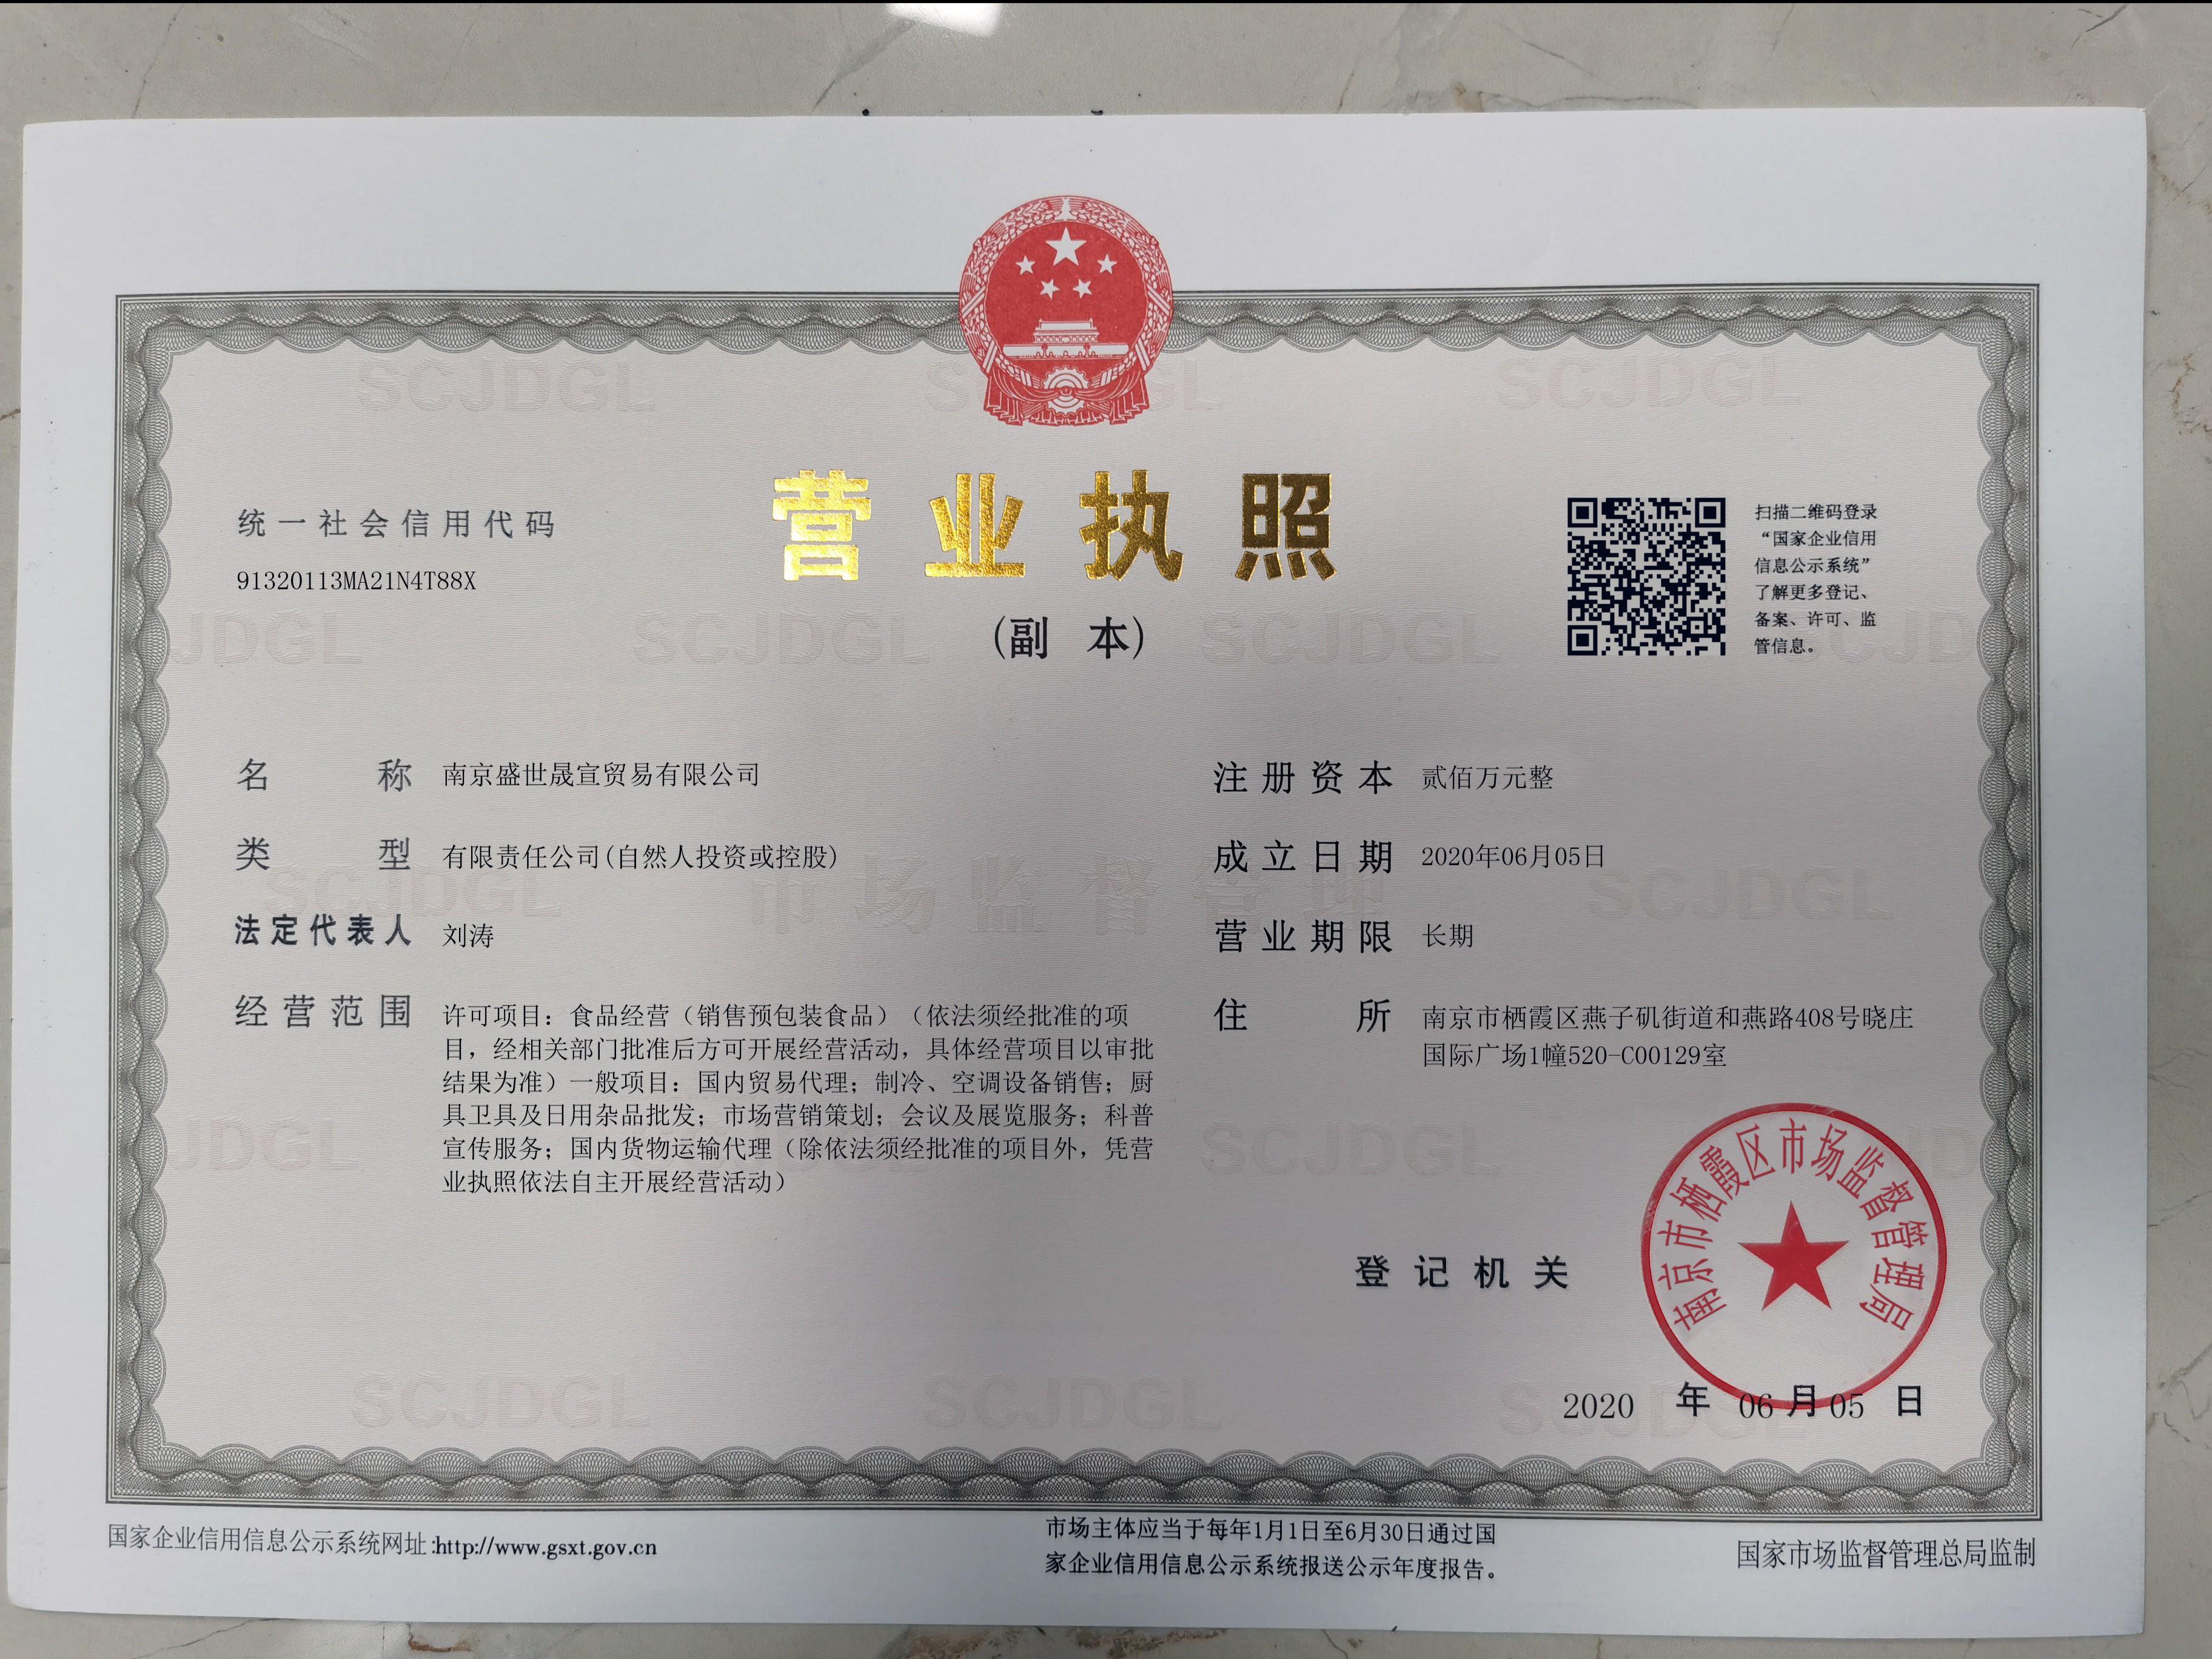 营业执照
(副 本)
统一社会信用代码
91320113MA21N4T88X
扫描二维码登录
“国家企业信用
信息公示系统”
了解更多登记、
备案、许可、监
管信息。
名 称 南京盛世晟宣贸易有限公司
类 型 有限责任公司(自然人投资或控股)
法定代表人 刘涛
经营范围 许可项目：食品经营（销售预包装食品）（依法须经批准的项
目，经相关部门批准后方可开展经营活动，具体经营项目以审批
结果为准）一般项目：国内贸易代理；制冷、空调设备销售；厨
具卫具及日用杂品批发；市场营销策划；会议及展览服务；科普
宣传服务；国内货物运输代理（除依法须经批准的项目外，凭营
业执照依法自主开展经营活动）
注册资本 贰佰万元整
成立日期 2020年06月05日
营业期限 长期
住 所 南京市栖霞区燕子矶街道和燕路408号晓庄
国际广场1幢520-C00129室
登记机关
南京市栖霞区市场监督管理局
2020 年 06 月 05 日
国家企业信用信息公示系统网址:http://www.gsxt.gov.cn
市场主体应当于每年1月1日至6月30日通过国
家企业信用信息公示系统报送公示年度报告。
国家市场监督管理总局监制
SCJDGL
市场监督管理